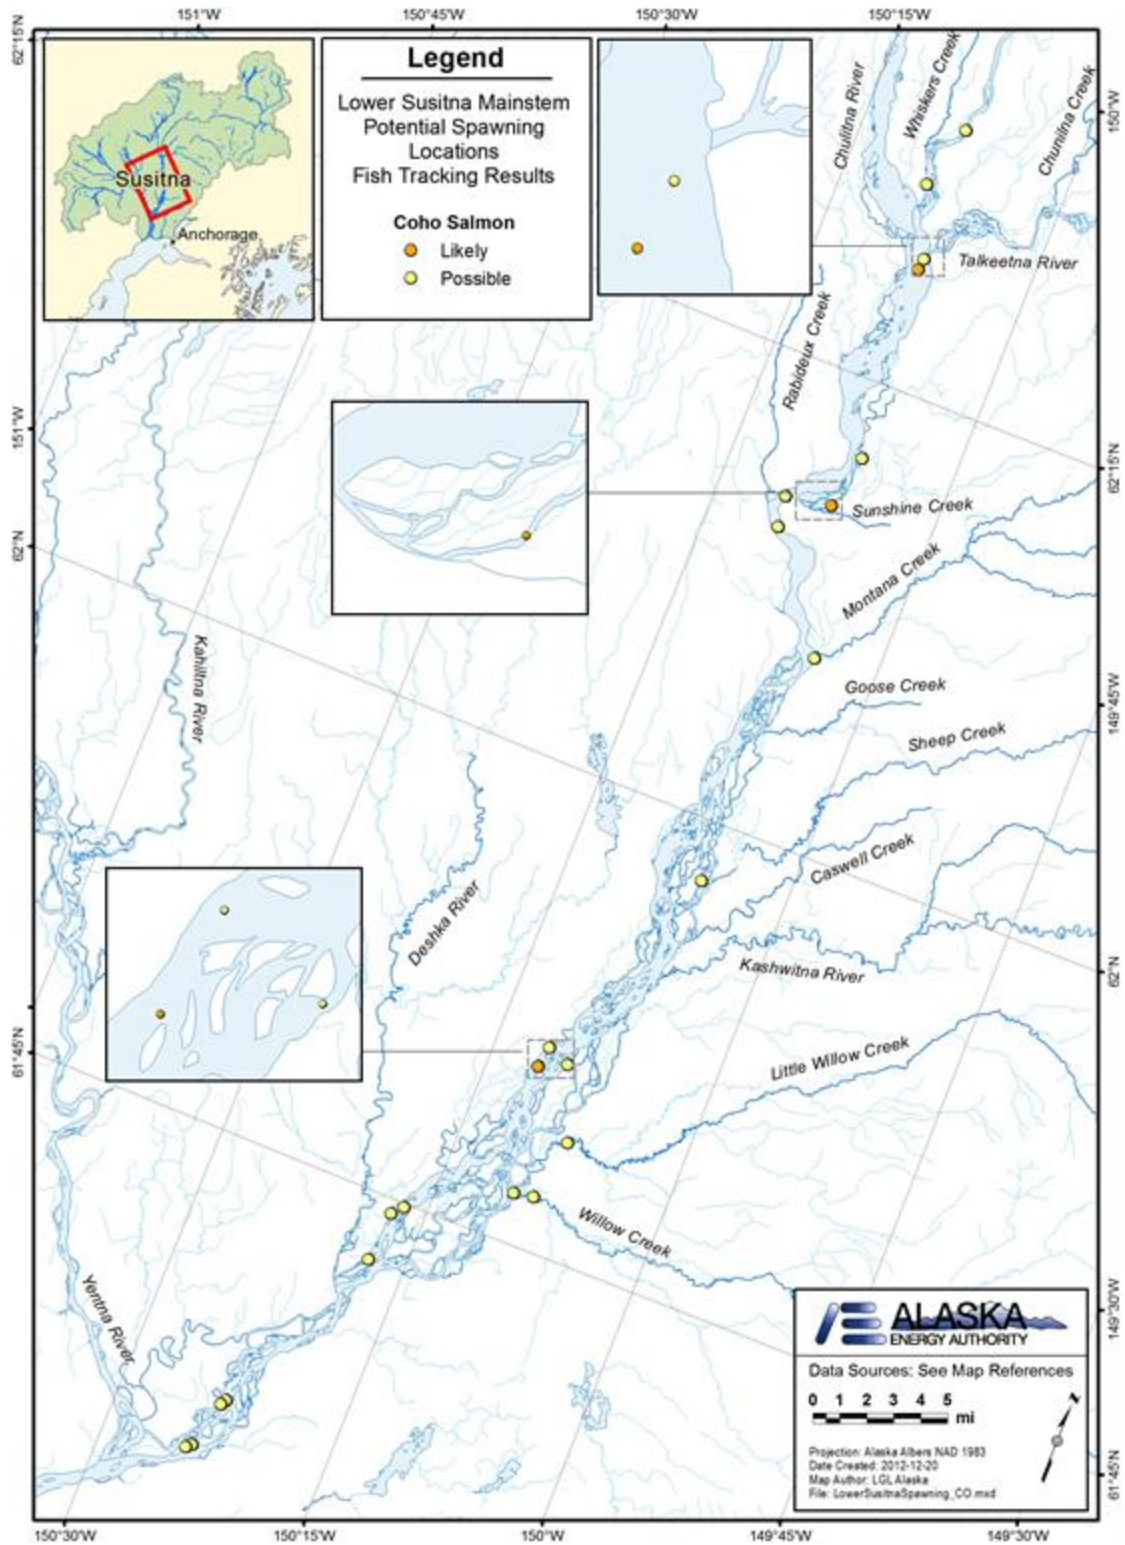 151°W
150°45'W
150°30'W
150°15'W
62°15'N
Susitna
Anchorage
Legend
Lower Susitna Mainstem
Potential Spawning
Locations
Fish Tracking Results
Coho Salmon
Likely
Possible
Chulitna River
Whiskers Creek
Chunilna Creek
150°W
Talkeetna River
Rabideux Creek
151°W
62°15'N
Sunshine Creek
62°N
Montana Creek
Kahiltna River
Goose Creek
149°45'W
Sheep Creek
Caswell Creek
Deshka River
Kashwitna River
62°N
61°45'N
Little Willow Creek
Willow Creek
Yentna River
149°30'W
ALASKA
ENERGY AUTHORITY
Data Sources: See Map References
0 1 2 3 4 5
mi
N
Projection: Alaska Albers NAD 1983
Date Created: 2012-12-20
Map Author: LGL Alaska
File: LowerSusitnaSpawning_CO.mxd
61°45'N
150°30'W
150°15'W
150°W
149°45'W
149°30'W